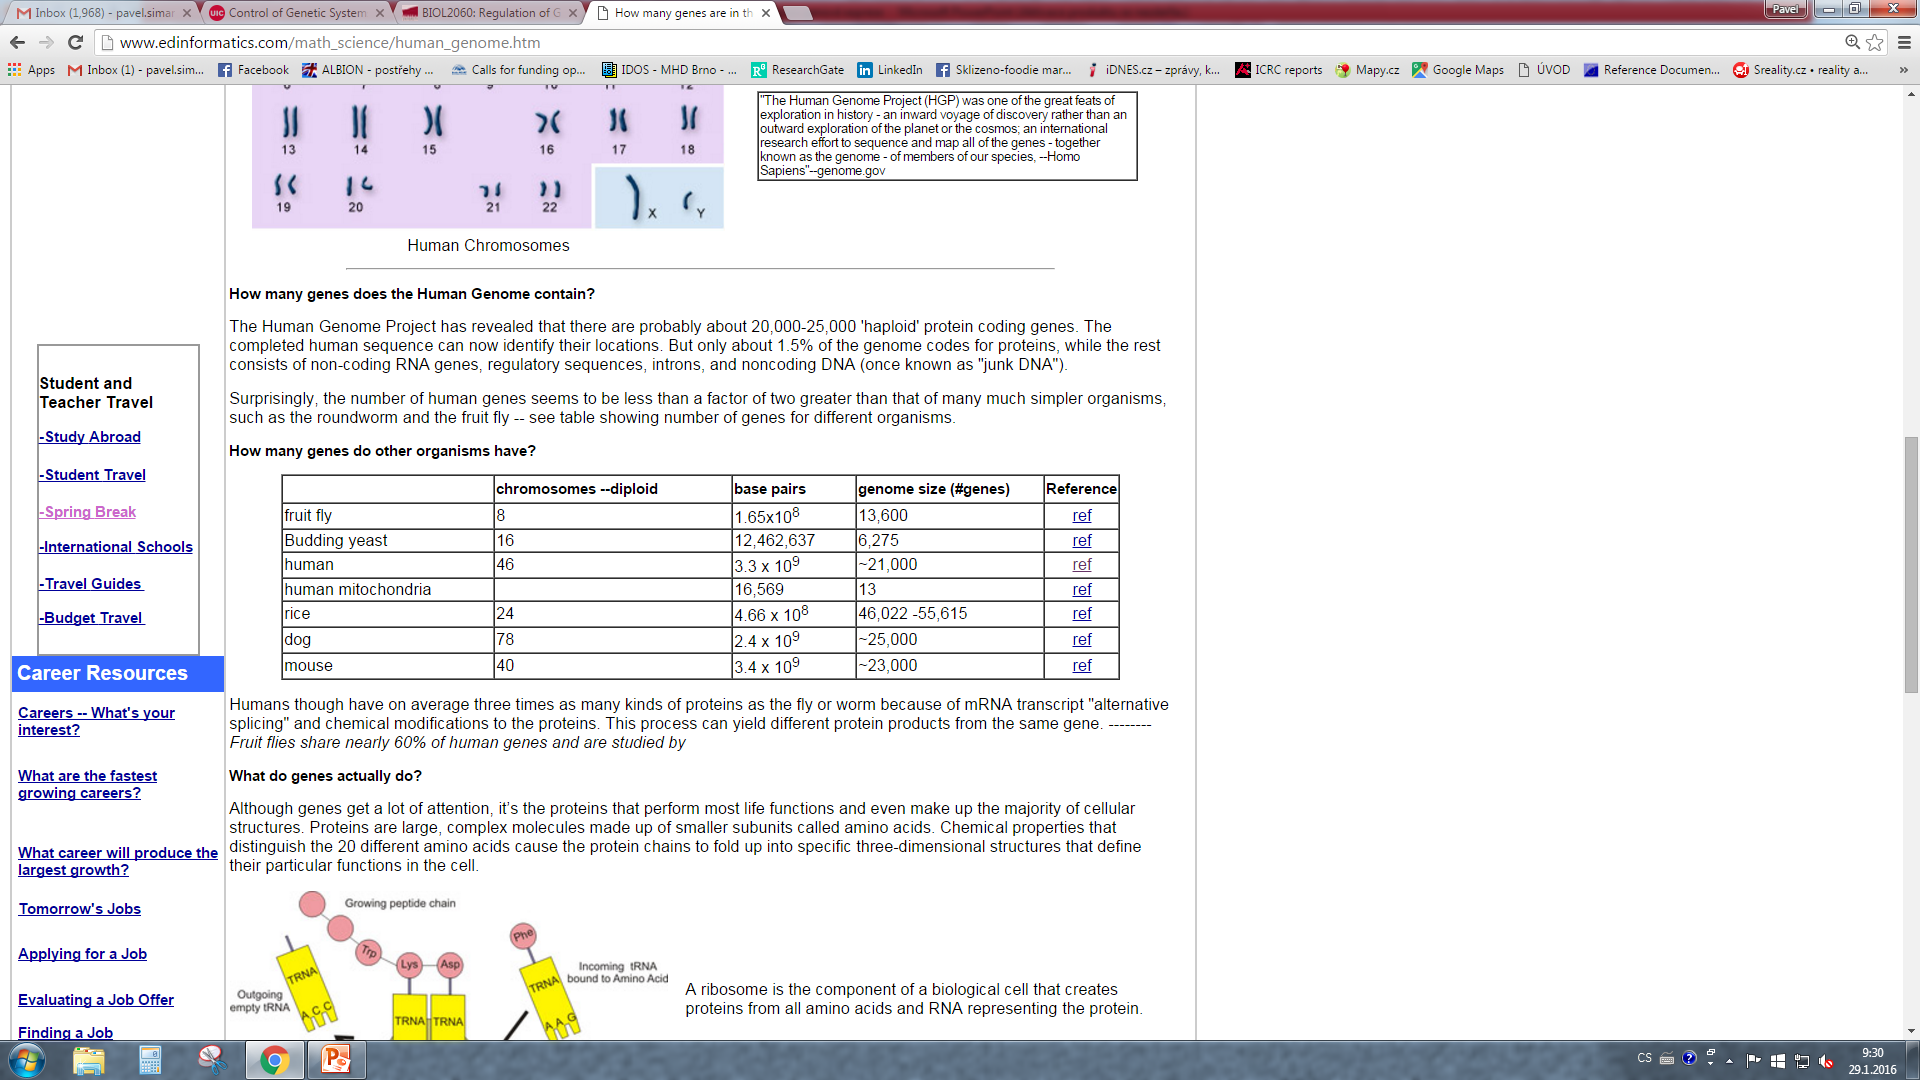 Inbox (1,968) - pavel.simar
Control of Genetic System
BIOL2060: Regulation of G
How many genes are in th
Pavel
www.edinformatics.com/math_science/human_genome.htm
Apps
Inbox (1) - pavel.sim...
Facebook
ALBION - postřehy ...
Calls for funding op...
IDOS - MHD Brno - ...
ResearchGate
LinkedIn
Sklizeno-foodie mar...
iDNES.cz – zprávy, k...
ICRC reports
Mapy.cz
Google Maps
ÚVOD
Reference Documen...
Sreality.cz • reality a...
»
13 14 15 16 17 18
19 20 21 22 X Y
Human Chromosomes
"The Human Genome Project (HGP) was one of the great feats of
exploration in history - an inward voyage of discovery rather than an
outward exploration of the planet or the cosmos; an international
research effort to sequence and map all of the genes - together
known as the genome - of members of our species, --Homo
Sapiens"--genome.gov
How many genes does the Human Genome contain?
The Human Genome Project has revealed that there are probably about 20,000-25,000 'haploid' protein coding genes. The
completed human sequence can now identify their locations. But only about 1.5% of the genome codes for proteins, while the rest
consists of non-coding RNA genes, regulatory sequences, introns, and noncoding DNA (once known as "junk DNA").
Surprisingly, the number of human genes seems to be less than a factor of two greater than that of many much simpler organisms,
such as the roundworm and the fruit fly -- see table showing number of genes for different organisms.
How many genes do other organisms have?
chromosomes --diploid base pairs genome size (#genes) Reference
fruit fly 8 1.65x10⁸ 13,600 ref
Budding yeast 16 12,462,637 6,275 ref
human 46 3.3 x 10⁹ ~21,000 ref
human mitochondria 16,569 13 ref
rice 24 4.66 x 10⁸ 46,022 -55,615 ref
dog 78 2.4 x 10⁹ ~25,000 ref
mouse 40 3.4 x 10⁹ ~23,000 ref
Humans though have on average three times as many kinds of proteins as the fly or worm because of mRNA transcript "alternative
splicing" and chemical modifications to the proteins. This process can yield different protein products from the same gene. --------
Fruit flies share nearly 60% of human genes and are studied by
What do genes actually do?
Although genes get a lot of attention, it's the proteins that perform most life functions and even make up the majority of cellular
structures. Proteins are large, complex molecules made up of smaller subunits called amino acids. Chemical properties that
distinguish the 20 different amino acids cause the protein chains to fold up into specific three-dimensional structures that define
their particular functions in the cell.
Growing peptide chain
Trp
Lys
Asp
Phe
Incoming tRNA
bound to Amino Acid
Outgoing
empty tRNA
TRNA
A C C
TRNA TRNA
TRNA
A A G
A ribosome is the component of a biological cell that creates
proteins from all amino acids and RNA representing the protein.
Student and
Teacher Travel
-Study Abroad
-Student Travel
-Spring Break
-International Schools
-Travel Guides
-Budget Travel
Career Resources
Careers -- What's your
interest?
What are the fastest
growing careers?
What career will produce the
largest growth?
Tomorrow's Jobs
Applying for a Job
Evaluating a Job Offer
Finding a Job
CS
9:30
29.1.2016